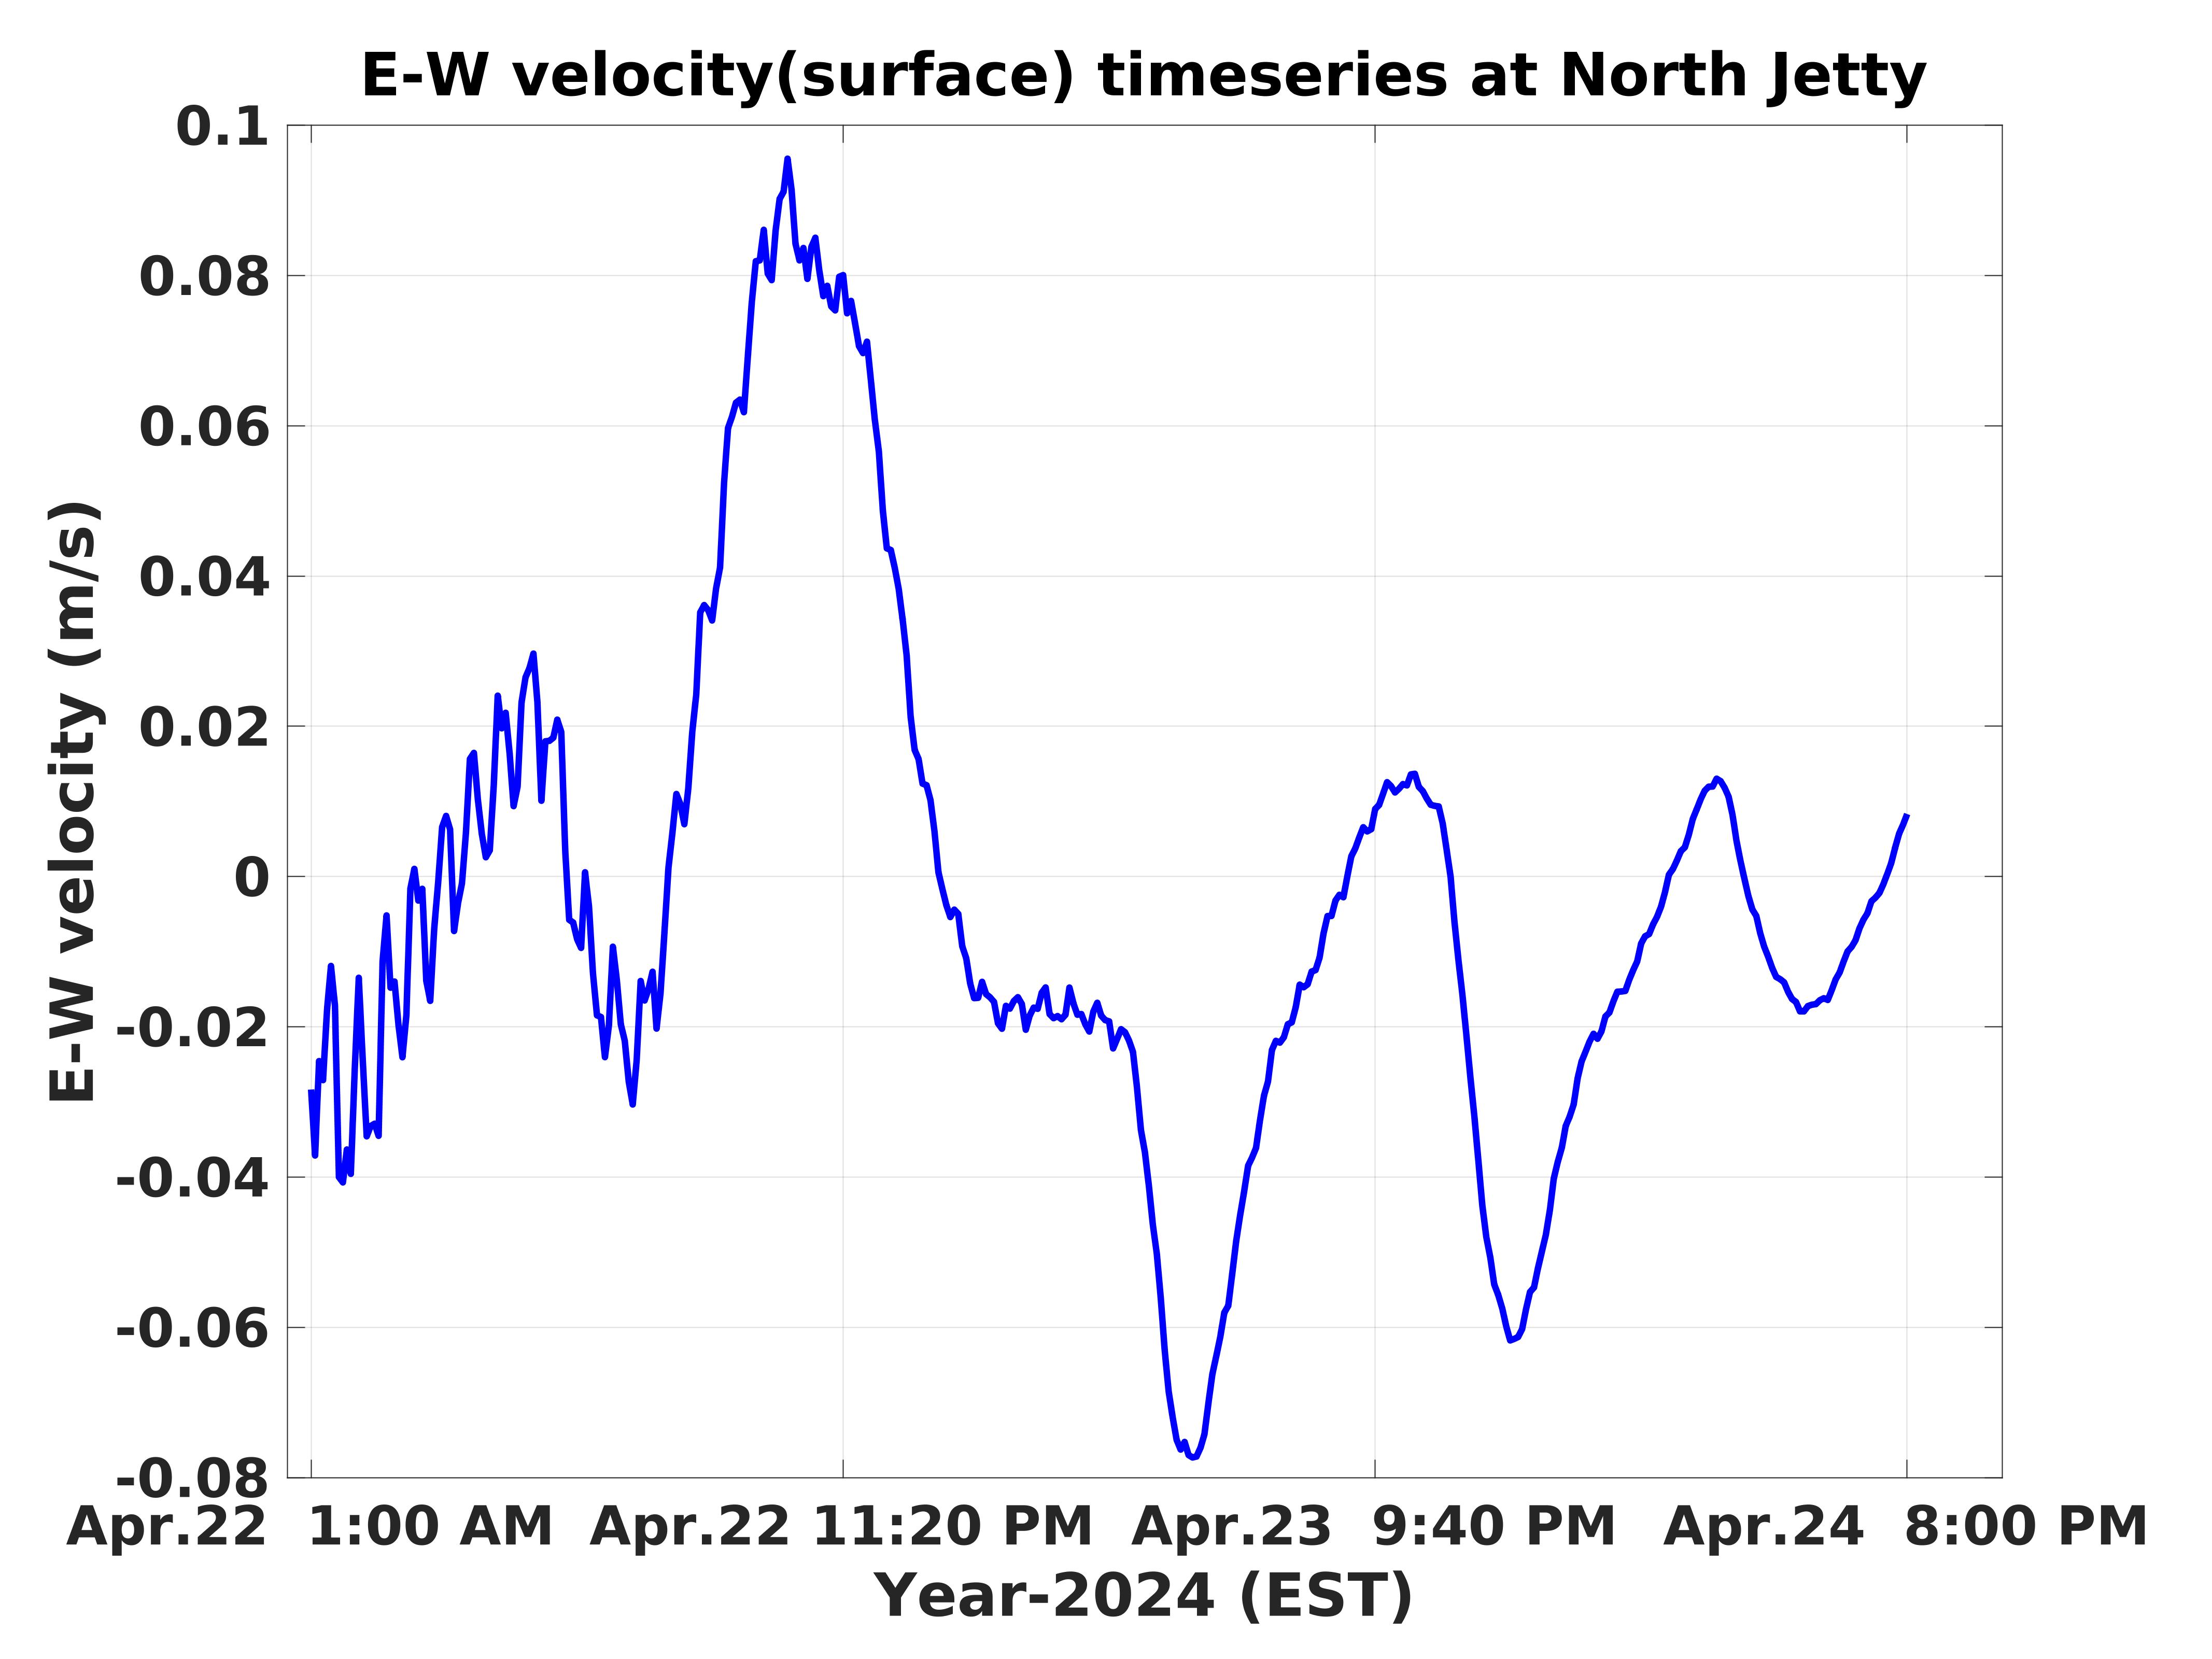 E-W velocity(surface) timeseries at North Jetty
0.1
0.08
0.06
0.04
0.02
0
-0.02
-0.04
-0.06
-0.08
E-W velocity (m/s)
Apr.22 1:00 AM Apr.22 11:20 PM Apr.23 9:40 PM Apr.24 8:00 PM
Year-2024 (EST)